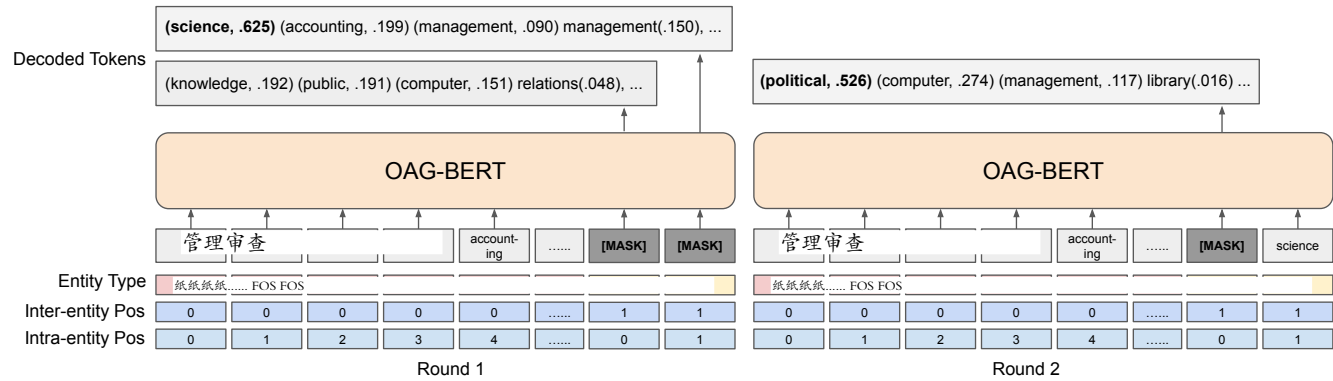 (science, .625) (accounting, .199) (management, .090) management(.150), ...
Decoded Tokens
(knowledge, .192) (public, .191) (computer, .151) relations(.048), ...
(political, .526) (computer, .274) (management, .117) library(.016) ...
OAG-BERT OAG-BERT
管理审查 account-ing ...... [MASK] [MASK] 管理审查 account-ing ...... [MASK] science
Entity Type 纸纸纸纸...... FOS FOS 纸纸纸纸...... FOS FOS
Inter-entity Pos 0 0 0 0 0 ...... 1 1 0 0 0 0 0 ...... 1 1
Intra-entity Pos 0 1 2 3 4 ...... 0 1 0 1 2 3 4 ...... 0 1
Round 1 Round 2